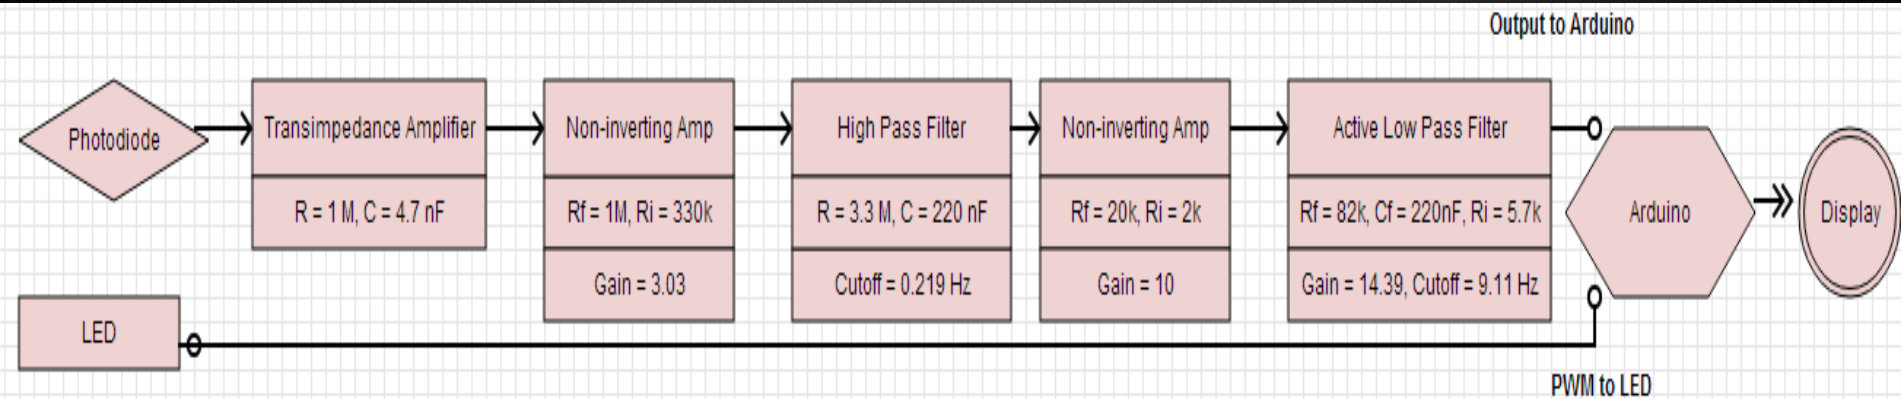 Output to Arduino
Photodiode
Transimpedance Amplifier
R = 1 M, C = 4.7 nF
Non-inverting Amp
Rf = 1M, Ri = 330k
Gain = 3.03
High Pass Filter
R = 3.3 M, C = 220 nF
Cutoff = 0.219 Hz
Non-inverting Amp
Rf = 20k, Ri = 2k
Gain = 10
Active Low Pass Filter
Rf = 82k, Cf = 220nF, Ri = 5.7k
Gain = 14.39, Cutoff = 9.11 Hz
Arduino
Display
LED
PWM to LED